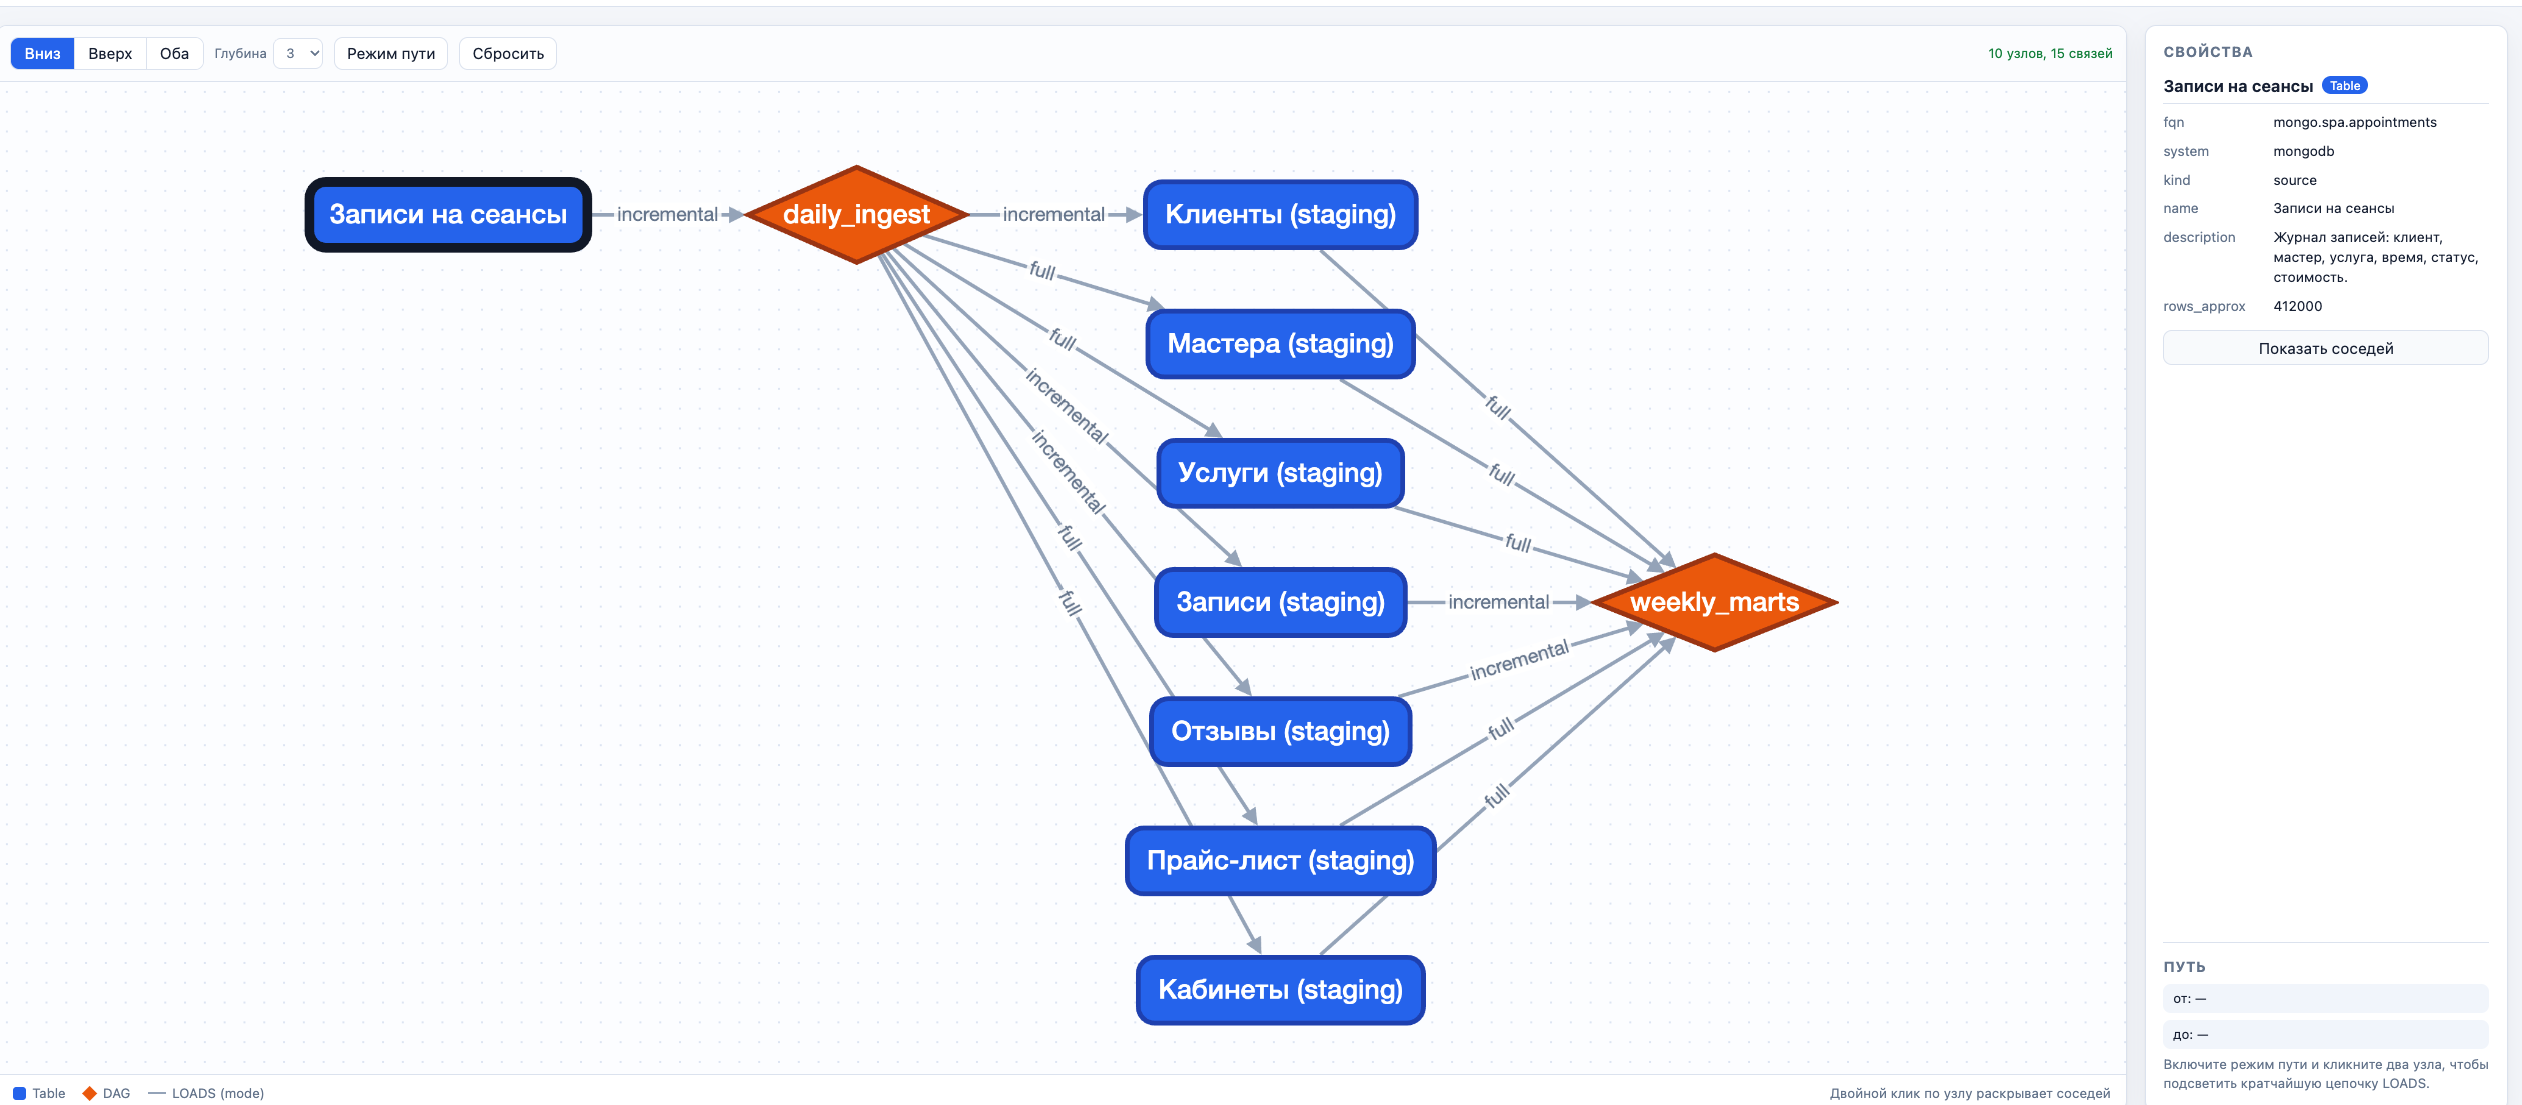 Вниз Вверх Оба Глубина 3 Режим пути Сбросить 10 узлов, 15 связей
Записи на сеансы
incremental
daily_ingest
incremental
Клиенты (staging)
full
Мастера (staging)
full
full
Услуги (staging)
full
incremental
full
Записи (staging)
incremental
weekly_marts
incremental
full
Отзывы (staging)
incremental
full
Прайс-лист (staging)
full
full
Кабинеты (staging)
full
Table DAG LOADS (mode)
Двойной клик по узлу раскрывает соседей
СВОЙСТВА
Записи на сеансы Table
fqn mongo.spa.appointments
system mongodb
kind source
name Записи на сеансы
description Журнал записей: клиент,
мастер, услуга, время, статус,
стоимость.
rows_approx 412000
Показать соседей
ПУТЬ
от: —
до: —
Включите режим пути и кликните два узла, чтобы
подсветить кратчайшую цепочку LOADS.